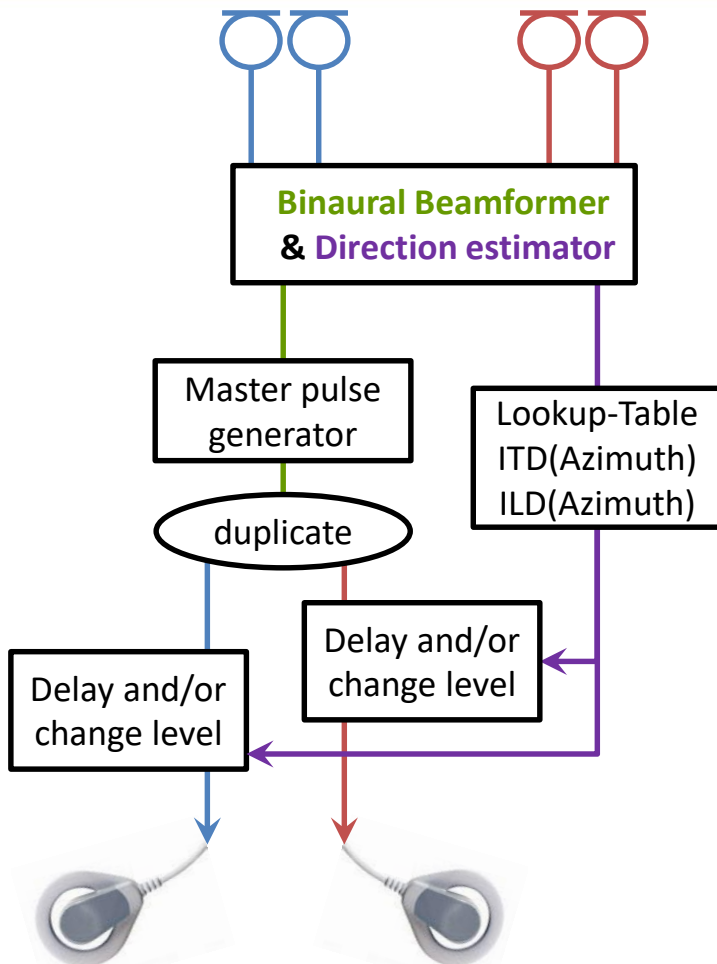 Binaural Beamformer
& Direction estimator
Master pulse
generator
Lookup-Table
ITD(Azimuth)
ILD(Azimuth)
duplicate
Delay and/or
change level
Delay and/or
change level